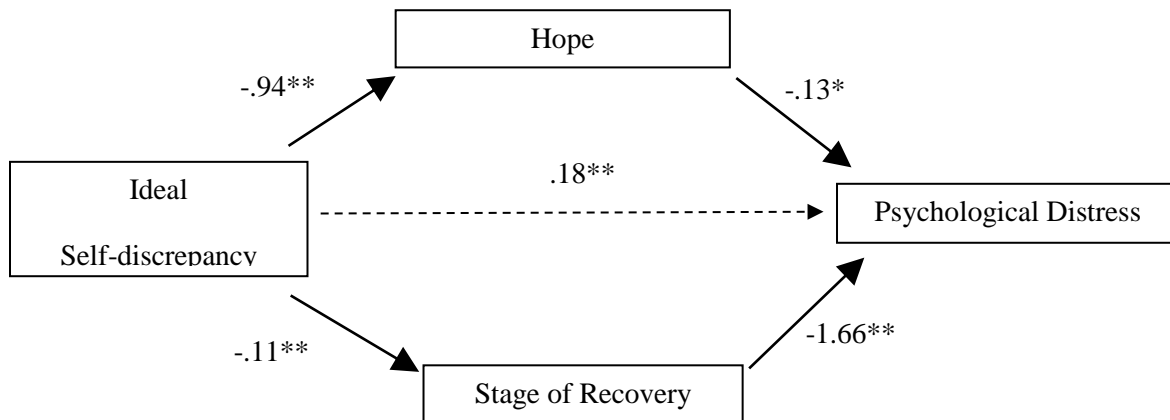 Hope
-.94**
-.13*
.18**
Ideal
Self-discrepancy
Psychological Distress
-.11**
-1.66**
Stage of Recovery